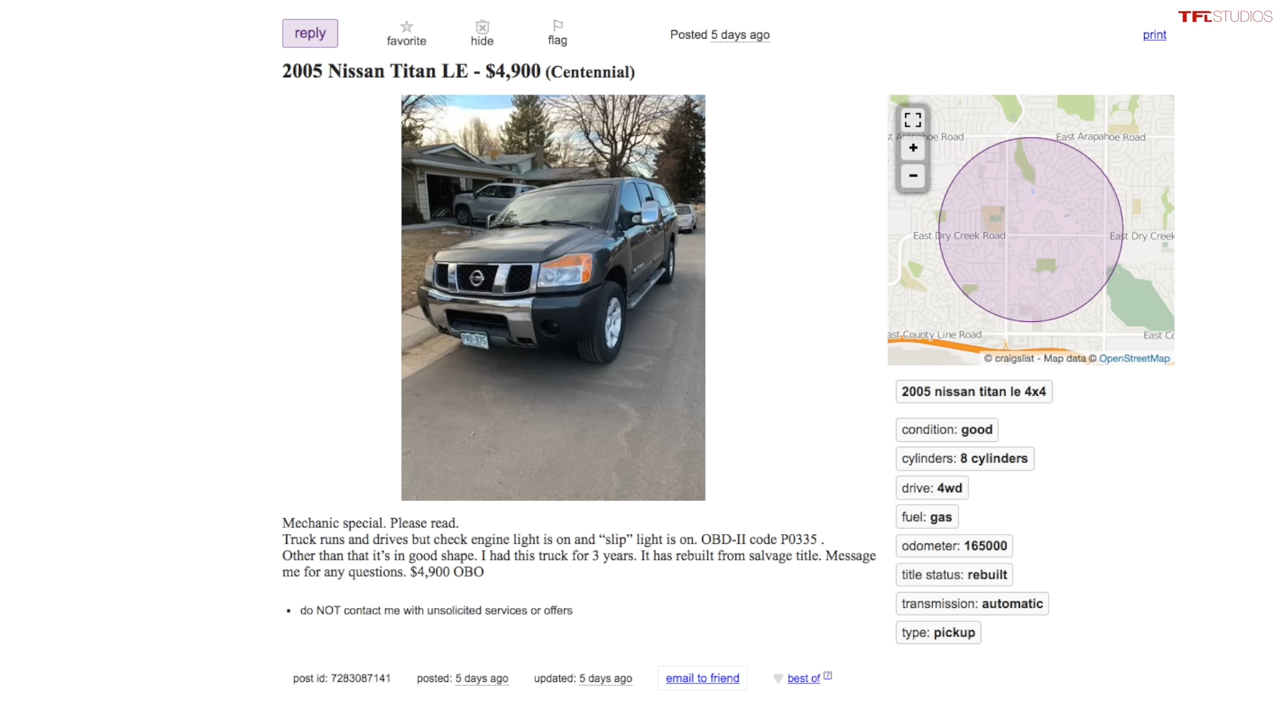 TFLSTUDIOS
reply
favorite
hide
flag
Posted 5 days ago
print
2005 Nissan Titan LE - $4,900 (Centennial)
East Arapahoe Road
+
−
East Dry Creek Road
East Dry Creek
East County Line Road
East Co
© craigslist - Map data © OpenStreetMap
2005 nissan titan le 4x4
condition: good
cylinders: 8 cylinders
drive: 4wd
fuel: gas
odometer: 165000
title status: rebuilt
transmission: automatic
type: pickup
Mechanic special. Please read.
Truck runs and drives but check engine light is on and “slip” light is on. OBD-II code P0335 .
Other than that it’s in good shape. I had this truck for 3 years. It has rebuilt from salvage title. Message
me for any questions. $4,900 OBO
• do NOT contact me with unsolicited services or offers
post id: 7283087141
posted: 5 days ago
updated: 5 days ago
email to friend
best of [?]